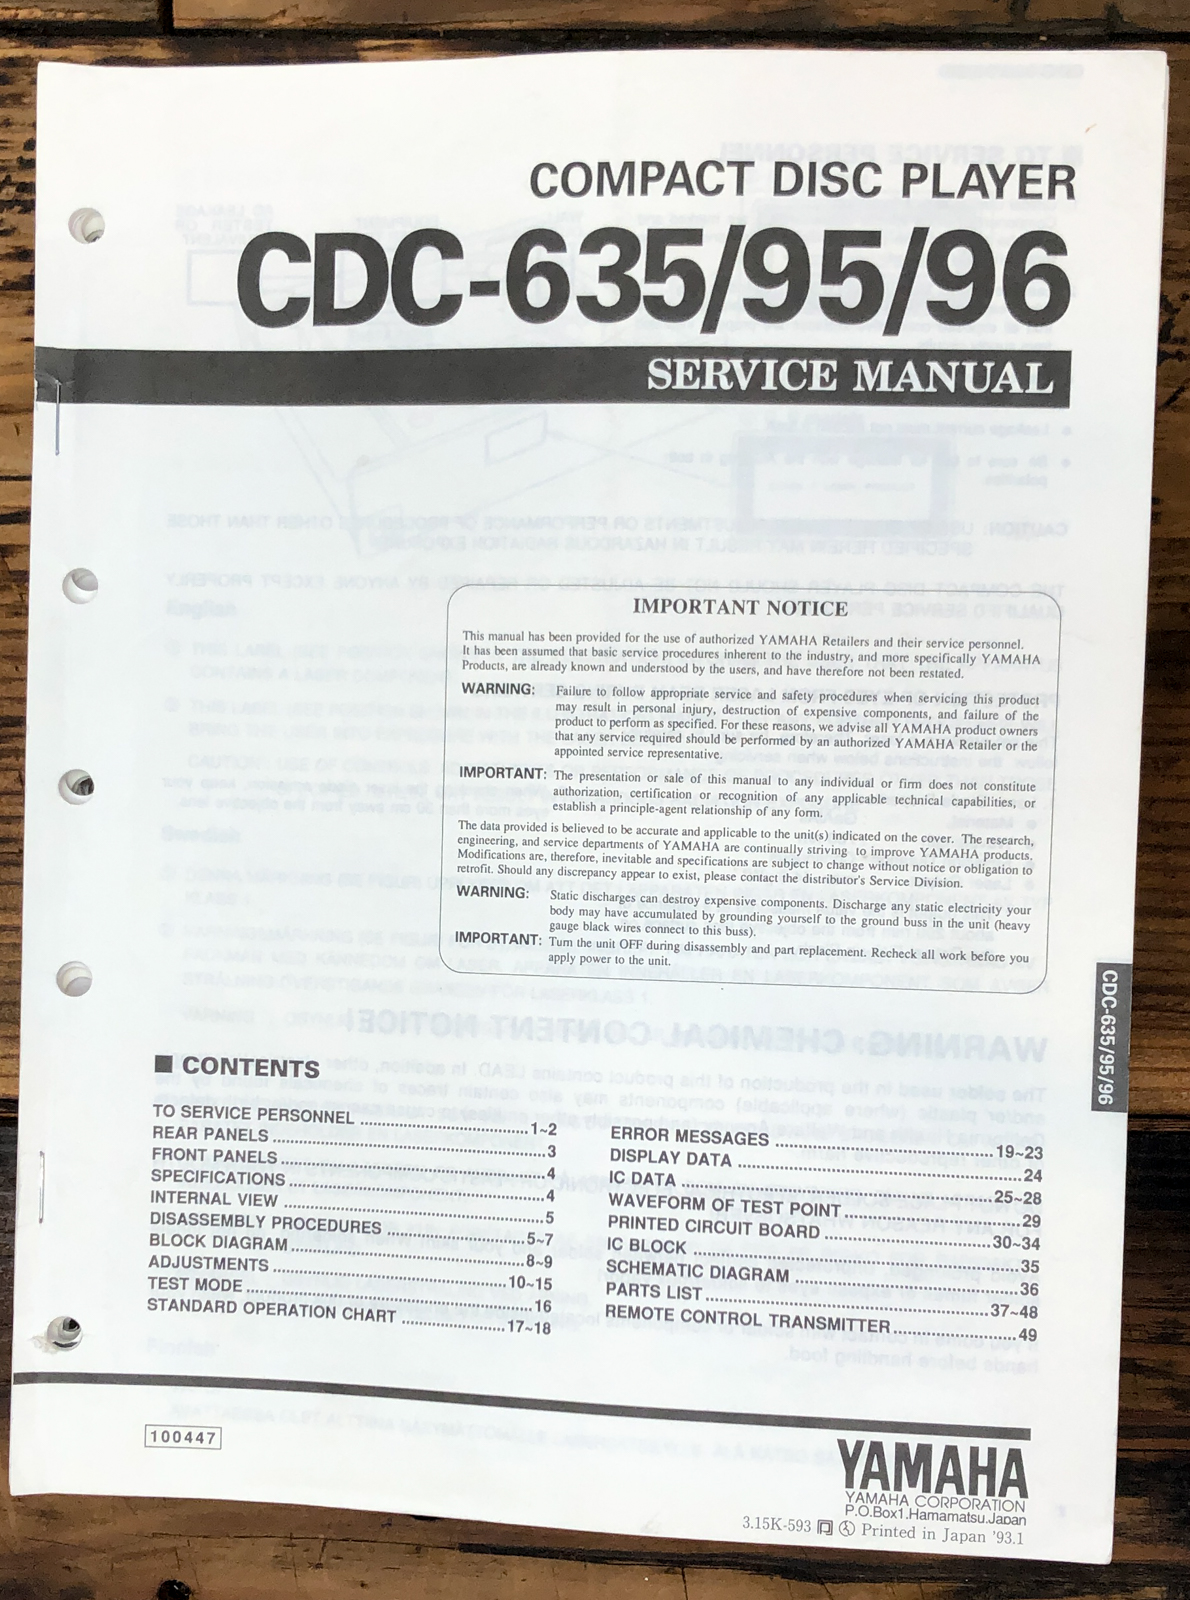 COMPACT DISC PLAYER
CDC-635/95/96
SERVICE MANUAL
IMPORTANT NOTICE
This manual has been provided for the use of authorized YAMAHA Retailers and their service personnel.
It has been assumed that basic service procedures inherent to the industry, and more specifically YAMAHA
Products, are already known and understood by the users, and have therefore not been restated.
WARNING: Failure to follow appropriate service and safety procedures when servicing this product
may result in personal injury, destruction of expensive components, and failure of the
product to perform as specified. For these reasons, we advise all YAMAHA product owners
that any service required should be performed by an authorized YAMAHA Retailer or the
appointed service representative.
IMPORTANT: The presentation or sale of this manual to any individual or firm does not constitute
authorization, certification or recognition of any applicable technical capabilities, or
establish a principle-agent relationship of any form.
The data provided is believed to be accurate and applicable to the unit(s) indicated on the cover. The research,
engineering, and service departments of YAMAHA are continually striving to improve YAMAHA products.
Modifications are, therefore, inevitable and specifications are subject to change without notice or obligation to
retrofit. Should any discrepancy appear to exist, please contact the distributor's Service Division.
WARNING: Static discharges can destroy expensive components. Discharge any static electricity your
body may have accumulated by grounding yourself to the ground buss in the unit (heavy
gauge black wires connect to this buss).
IMPORTANT: Turn the unit OFF during disassembly and part replacement. Recheck all work before you
apply power to the unit.
CDC-635/95/96
■ CONTENTS
TO SERVICE PERSONNEL ........ 1~2
REAR PANELS ........ 3
FRONT PANELS ........ 4
SPECIFICATIONS ........ 4
INTERNAL VIEW ........ 5
DISASSEMBLY PROCEDURES ........ 5~7
BLOCK DIAGRAM ........ 8~9
ADJUSTMENTS ........ 10~15
TEST MODE ........ 16
STANDARD OPERATION CHART ........ 17~18
ERROR MESSAGES ........ 19~23
DISPLAY DATA ........ 24
IC DATA ........ 25~28
WAVEFORM OF TEST POINT ........ 29
PRINTED CIRCUIT BOARD ........ 30~34
IC BLOCK ........ 35
SCHEMATIC DIAGRAM ........ 36
PARTS LIST ........ 37~48
REMOTE CONTROL TRANSMITTER ........ 49
100447
YAMAHA
YAMAHA CORPORATION
P.O.Box1.Hamamatsu.Japan
3.15K-593 Printed in Japan '93.1